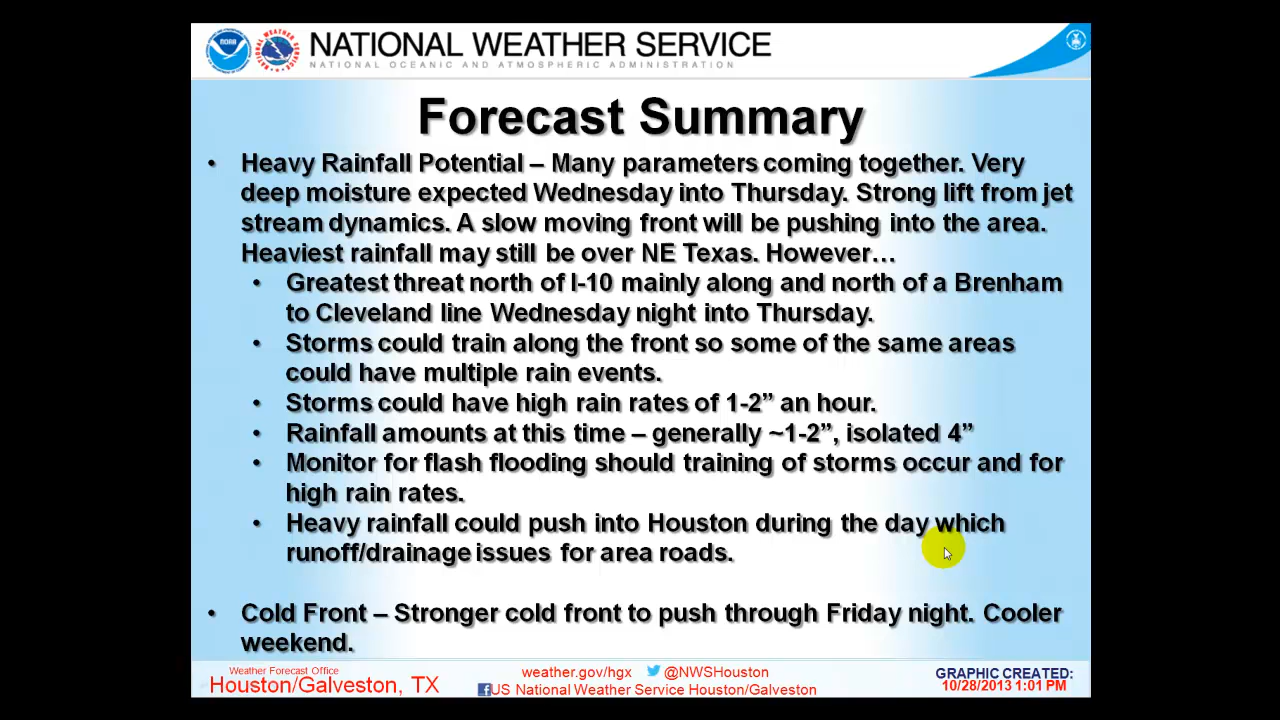 NATIONAL WEATHER SERVICE
NATIONAL OCEANIC AND ATMOSPHERIC ADMINISTRATION
Forecast Summary
• Heavy Rainfall Potential – Many parameters coming together. Very
deep moisture expected Wednesday into Thursday. Strong lift from jet
stream dynamics. A slow moving front will be pushing into the area.
Heaviest rainfall may still be over NE Texas. However…
• Greatest threat north of I-10 mainly along and north of a Brenham
to Cleveland line Wednesday night into Thursday.
• Storms could train along the front so some of the same areas
could have multiple rain events.
• Storms could have high rain rates of 1-2” an hour.
• Rainfall amounts at this time – generally ~1-2”, isolated 4”
• Monitor for flash flooding should training of storms occur and for
high rain rates.
• Heavy rainfall could push into Houston during the day which
runoff/drainage issues for area roads.
• Cold Front – Stronger cold front to push through Friday night. Cooler
weekend.
Weather Forecast Office
Houston/Galveston, TX
weather.gov/hgx @NWSHouston
US National Weather Service Houston/Galveston
GRAPHIC CREATED:
10/28/2013 1:01 PM